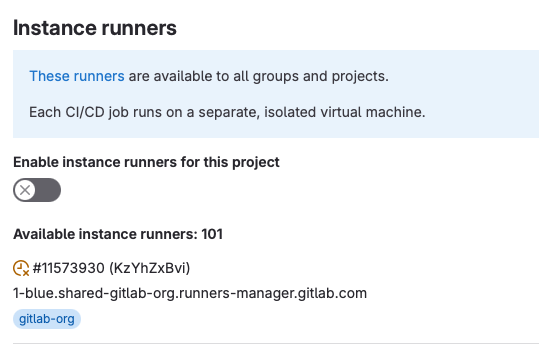 Instance runners
These runners are available to all groups and projects.
Each CI/CD job runs on a separate, isolated virtual machine.
Enable instance runners for this project
Available instance runners: 101
#11573930 (KzYhZxBvi)
1-blue.shared-gitlab-org.runners-manager.gitlab.com
gitlab-org